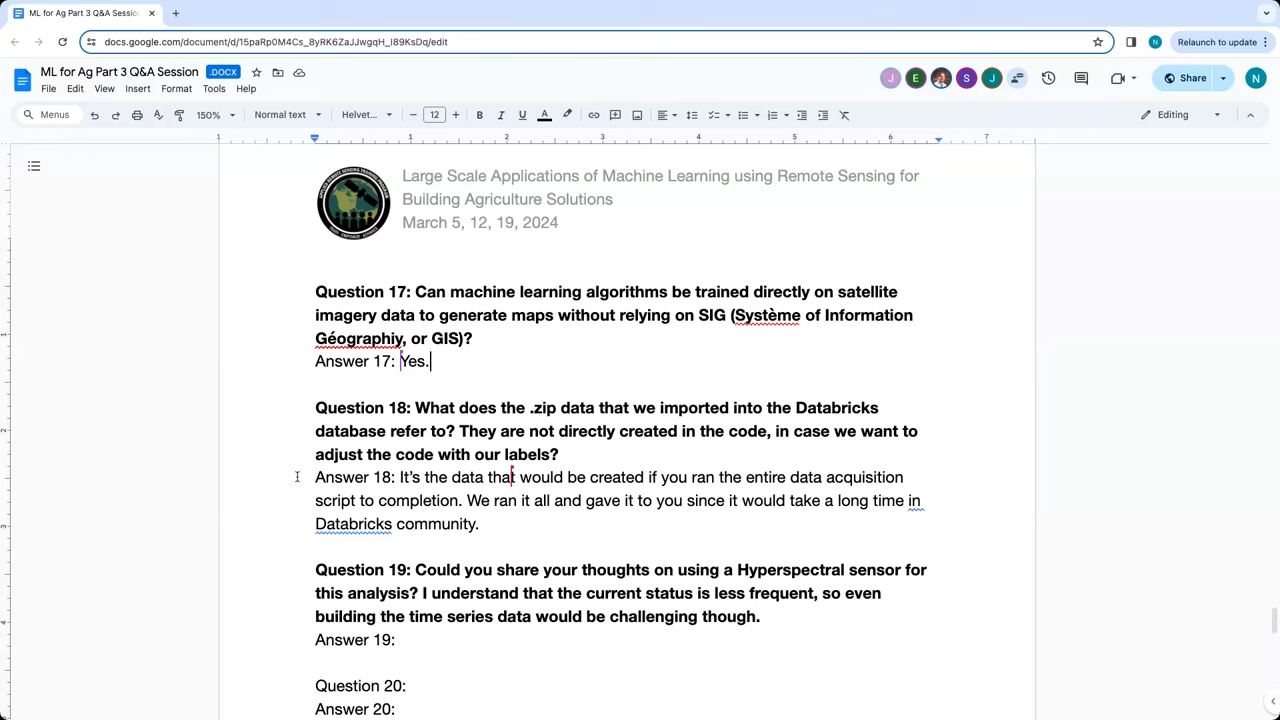 ML for Ag Part 3 Q&A Sessio
docs.google.com/document/d/15paRp0M4Cs_8yRK6ZaJJwgqH_I89KsDq/edit
N
Relaunch to update
ML for Ag Part 3 Q&A Session .DOCX
File Edit View Insert Format Tools Help
J E S J
Share
N
Menus 150% Normal text Helvet... 12 Editing
1 1 2 3 4 5 6 7
Large Scale Applications of Machine Learning using Remote Sensing for
Building Agriculture Solutions
March 5, 12, 19, 2024
Question 17: Can machine learning algorithms be trained directly on satellite
imagery data to generate maps without relying on SIG (Système of Information
Géographiy, or GIS)?
Answer 17: Yes.
Question 18: What does the .zip data that we imported into the Databricks
database refer to? They are not directly created in the code, in case we want to
adjust the code with our labels?
Answer 18: It's the data that would be created if you ran the entire data acquisition
script to completion. We ran it all and gave it to you since it would take a long time in
Databricks community.
Question 19: Could you share your thoughts on using a Hyperspectral sensor for
this analysis? I understand that the current status is less frequent, so even
building the time series data would be challenging though.
Answer 19:
Question 20:
Answer 20: